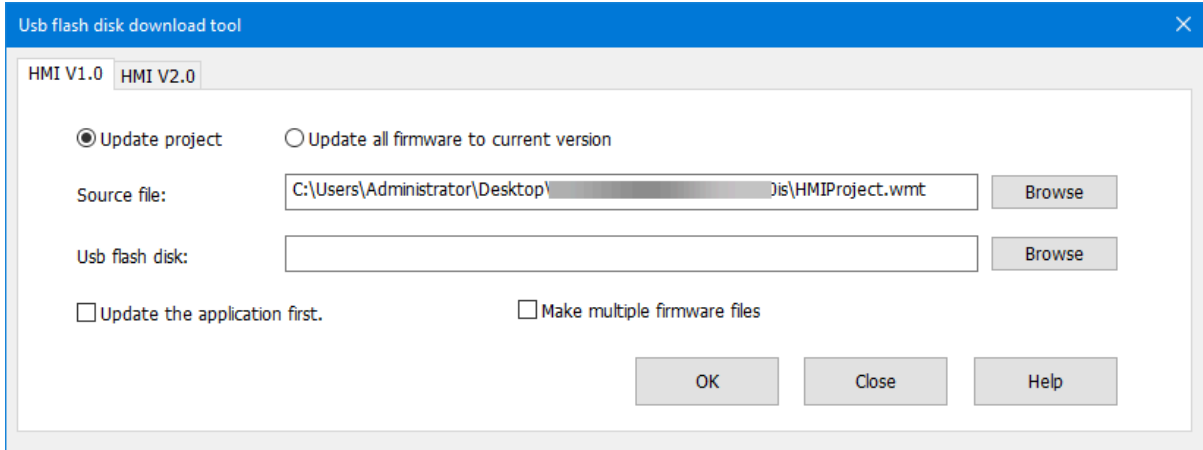 Usb flash disk download tool
HMI V1.0 HMI V2.0
Update project Update all firmware to current version
Source file: C:\Users\Administrator\Desktop\ is\HMIProject.wmt Browse
Usb flash disk: Browse
Update the application first. Make multiple firmware files
OK Close Help